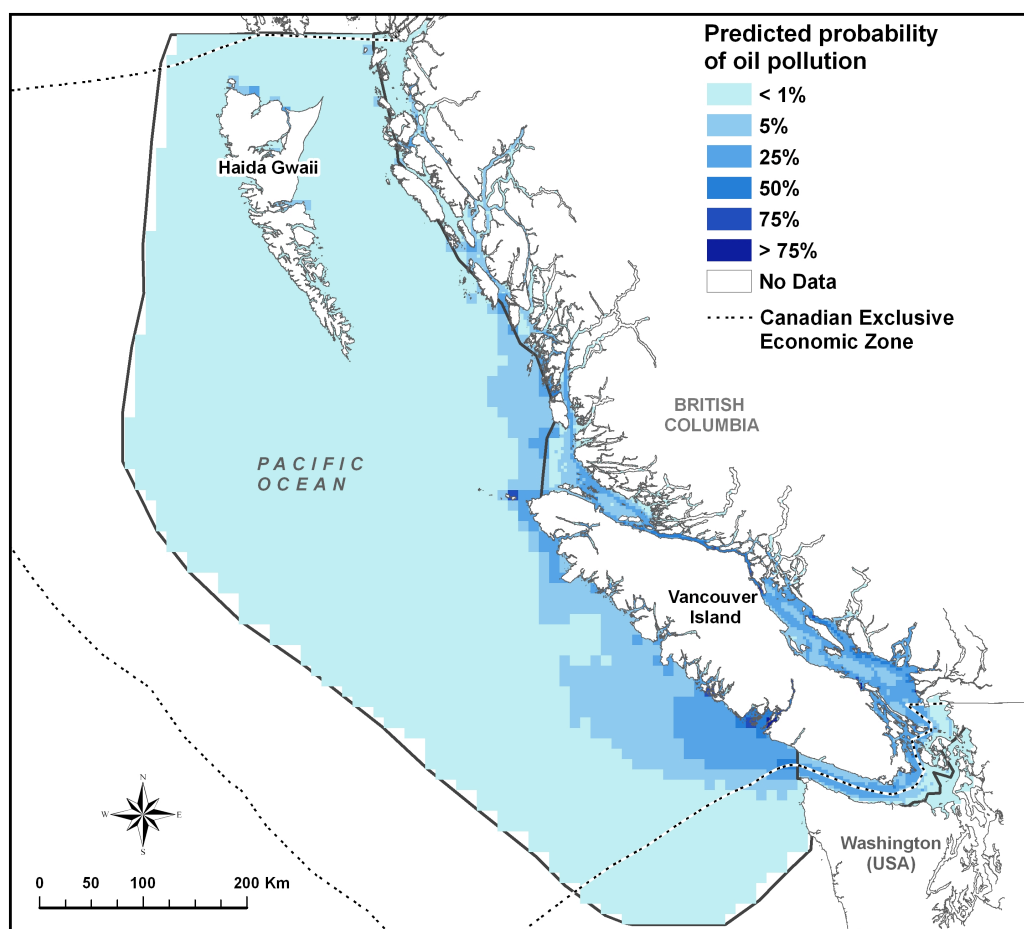 Predicted probability
of oil pollution
< 1%
5%
25%
50%
75%
> 75%
No Data
Canadian Exclusive
Economic Zone
Haida Gwaii
BRITISH
COLUMBIA
PACIFIC
OCEAN
Vancouver
Island
Washington
(USA)
N
W E
S
0 50 100 200 Km